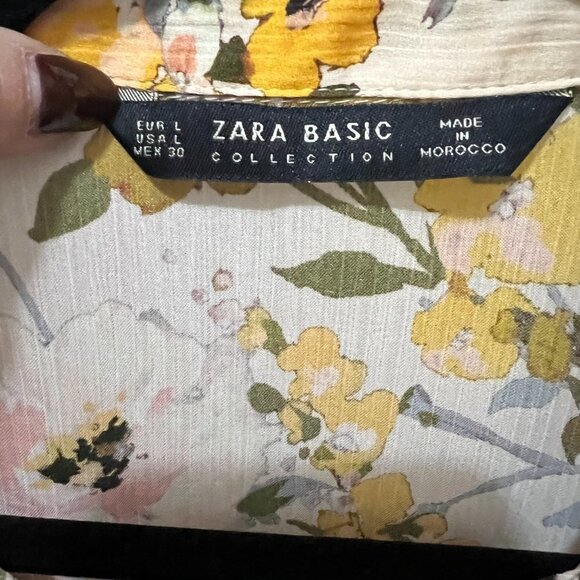 EUR L
USA L
MEX 30
ZARA BASIC
COLLECTION
MADE
IN
MOROCCO